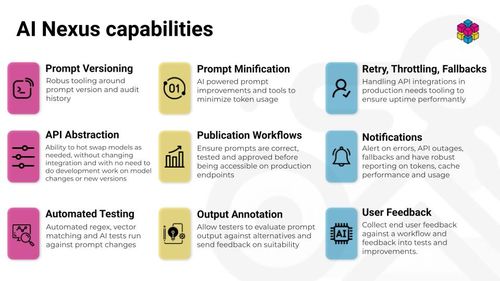 AI Nexus capabilities
Prompt Versioning
Robus tooling around
prompt version and audit
history
Prompt Minification
AI powered prompt
improvements and tools to
minimize token usage
Retry, Throttling, Fallbacks
Handling API integrations in
production needs tooling to
ensure uptime performantly
API Abstraction
Ability to hot swap models as
needed, without changing
integration and with no need to
do development work on model
changes or new versions
Publication Workflows
Ensure prompts are correct,
tested and approved before
being accessible on production
endpoints
Notifications
Alert on errors, API outages,
fallbacks and have robust
reporting on tokens, cache
performance and usage
Automated Testing
Automated regex, vector
matching and AI tests run
against prompt changes
Output Annotation
Allow testers to evaluate prompt
output against alternatives and
send feedback on suitability
User Feedback
Collect end user feedback
against a workflow and
feedback into tests and
improvements.
01
AI